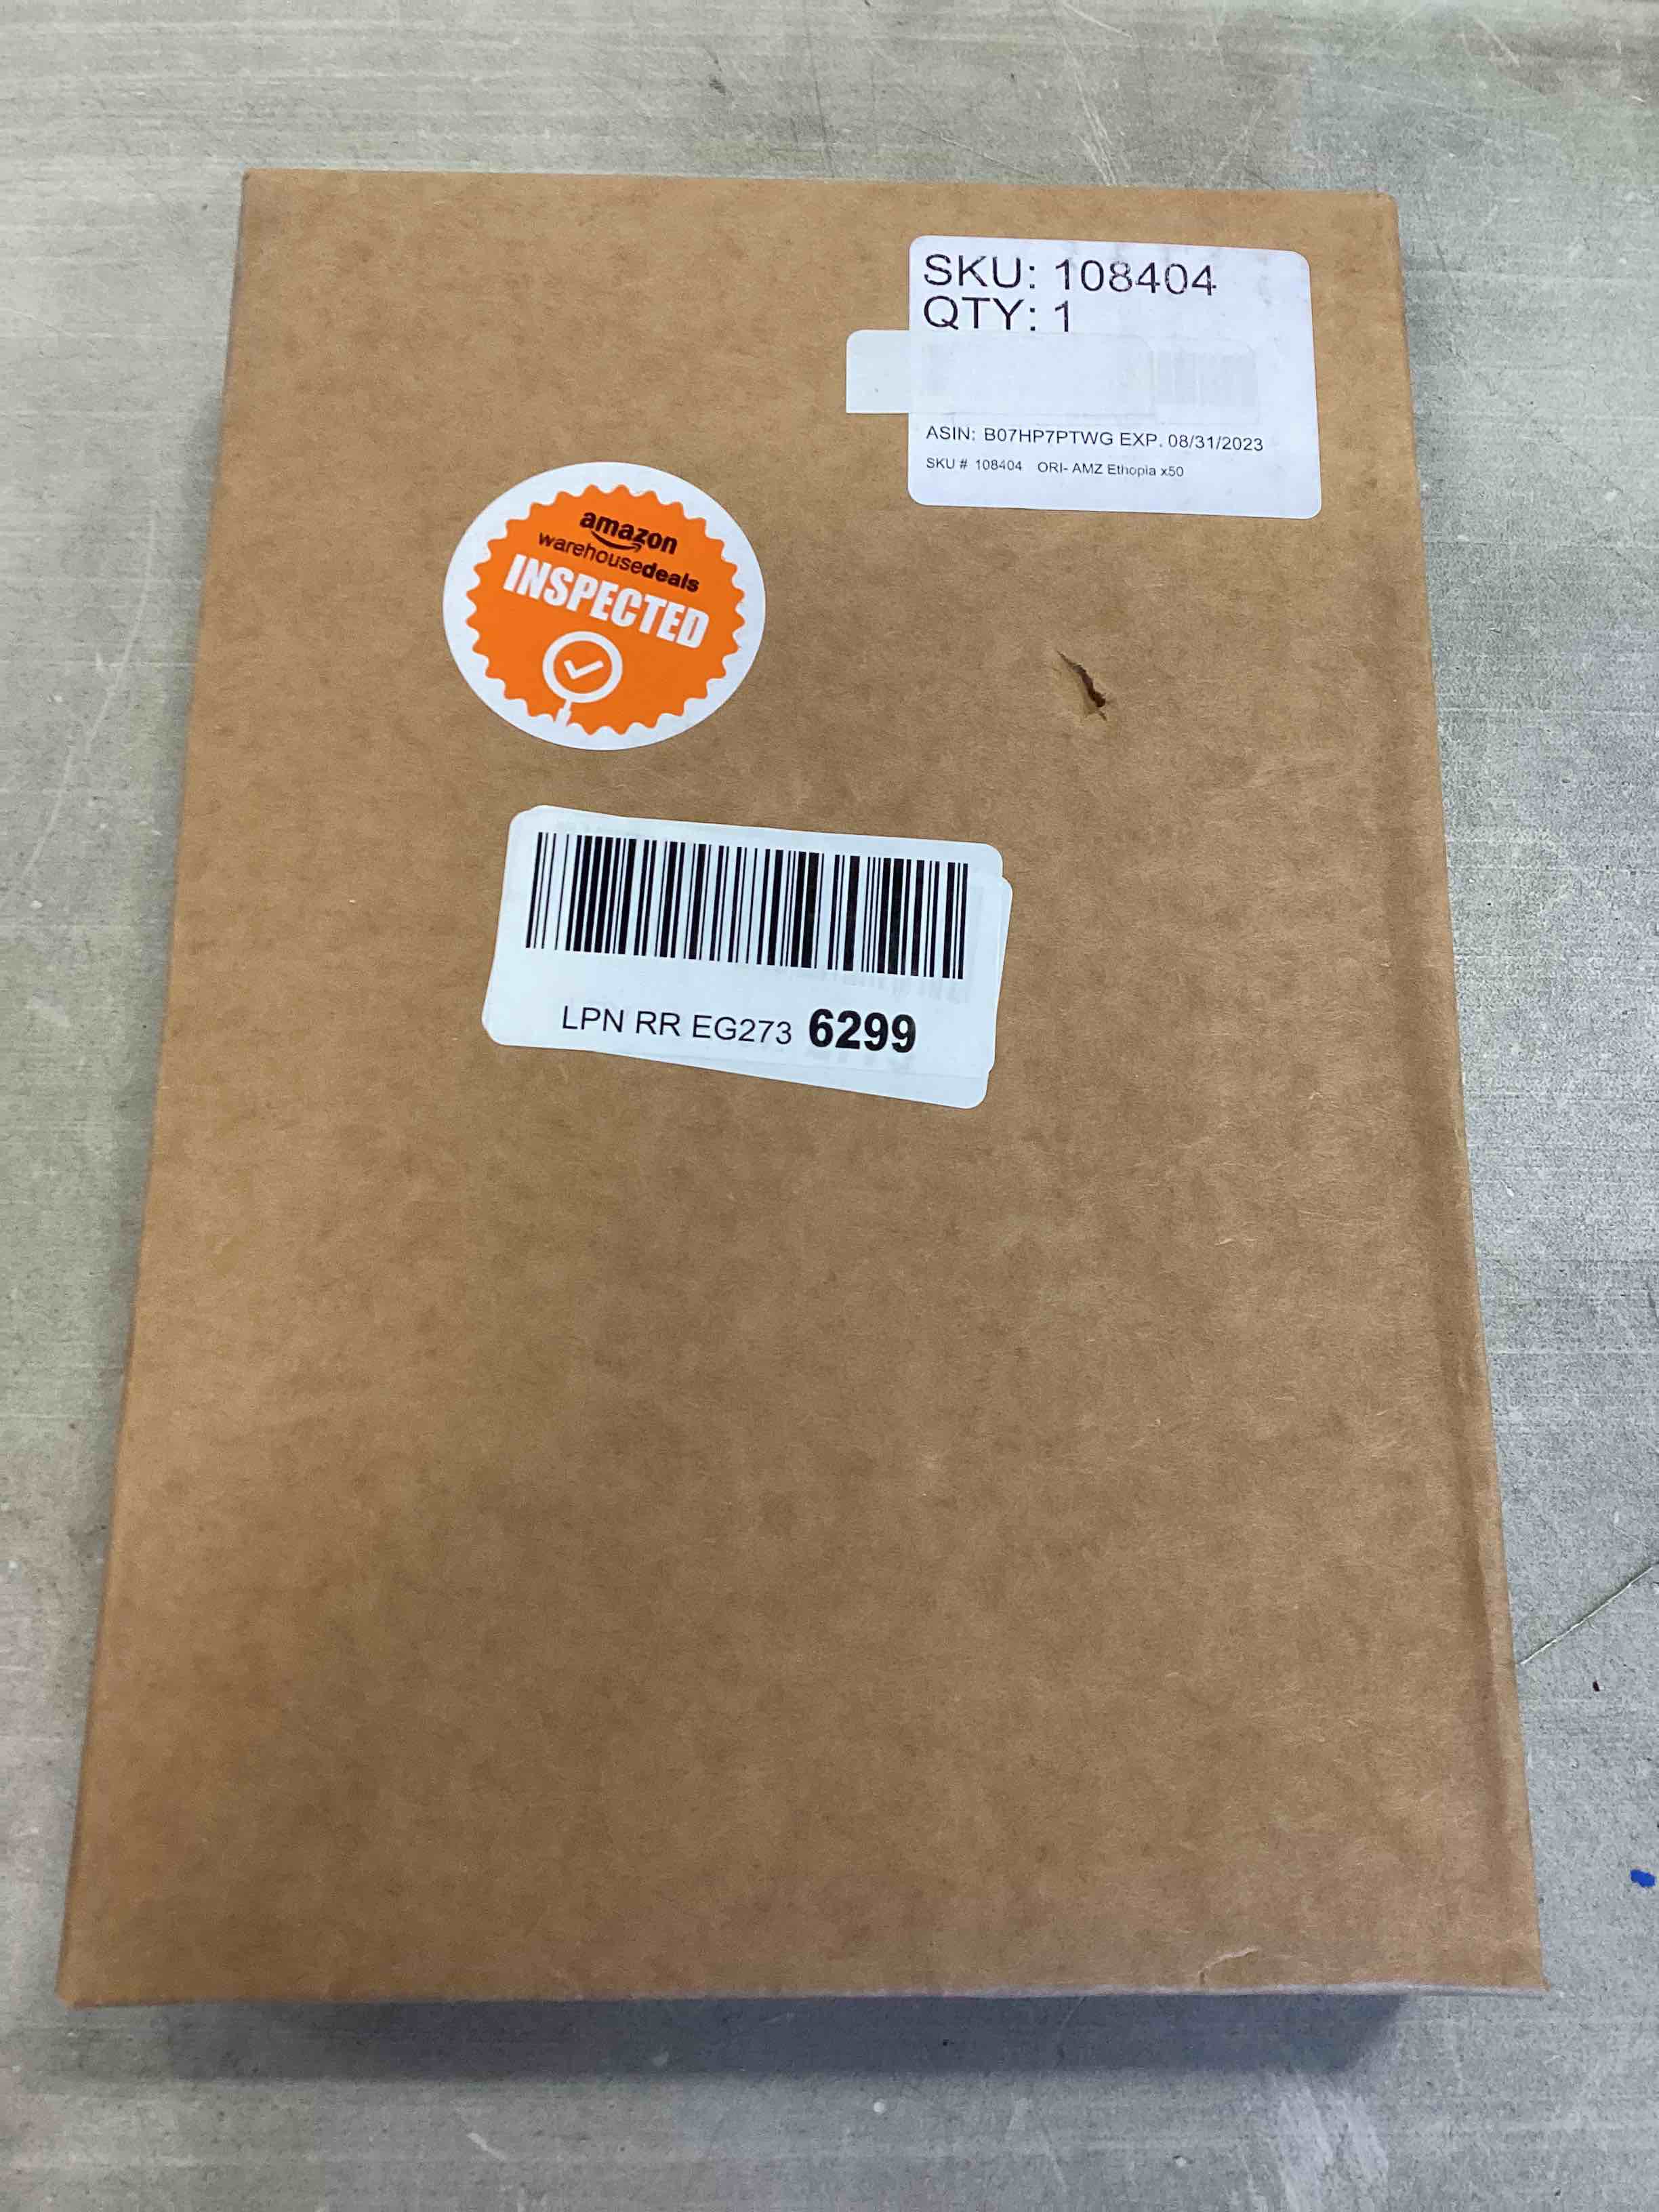 SKU: 108404
QTY: 1
ASIN: B07HP7PTWG EXP. 08/31/2023
SKU # 108404 ORI- AMZ Ethopia x50
amazon
warehousedeals
INSPECTED
LPN RR EG273 6299